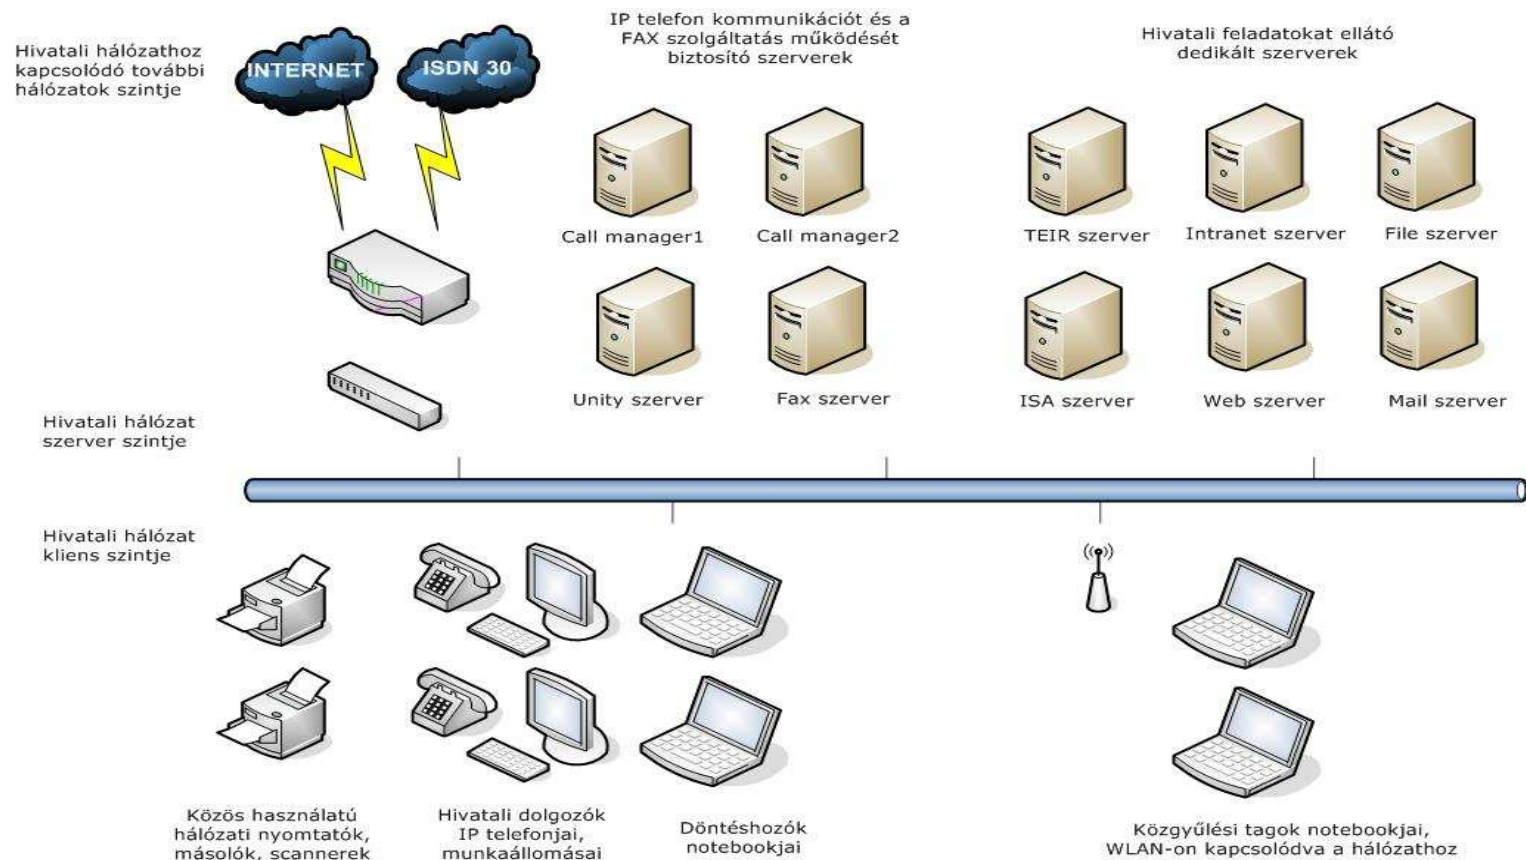 Hivatali hálózathoz
kapcsolódó további
hálózatok szintje
INTERNET
ISDN 30
IP telefon kommunikációt és a
FAX szolgáltatás működését
biztosító szerverek
Hivatali feladatokat ellátó
dedikált szerverek
Call manager1
Call manager2
TEIR szerver
Intranet szerver
File szerver
Unity szerver
Fax szerver
ISA szerver
Web szerver
Mail szerver
Hivatali hálózat
szerver szintje
Hivatali hálózat
kliens szintje
Közös használatú
hálózati nyomtatók,
másolók, scannerek
Hivatali dolgozók
IP telefonjai,
munkaállomásai
Döntéshozók
notebookjai
Közgyűlési tagok notebookjai,
WLAN-on kapcsolódva a hálózathoz